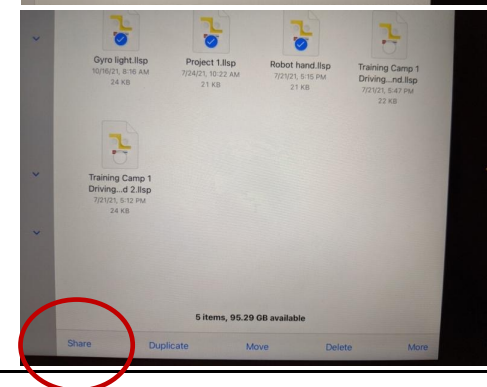 Gyro light.llsp
10/16/21, 8:16 AM
24 KB
Project 1.llsp
7/24/21, 10:22 AM
21 KB
Robot hand.llsp
7/21/21, 5:15 PM
21 KB
Training Camp 1
Driving...nd.llsp
7/21/21, 5:47 PM
22 KB
Training Camp 1
Driving...d 2.llsp
7/21/21, 5:12 PM
24 KB
5 items, 95.29 GB available
Share
Duplicate
Move
Delete
More